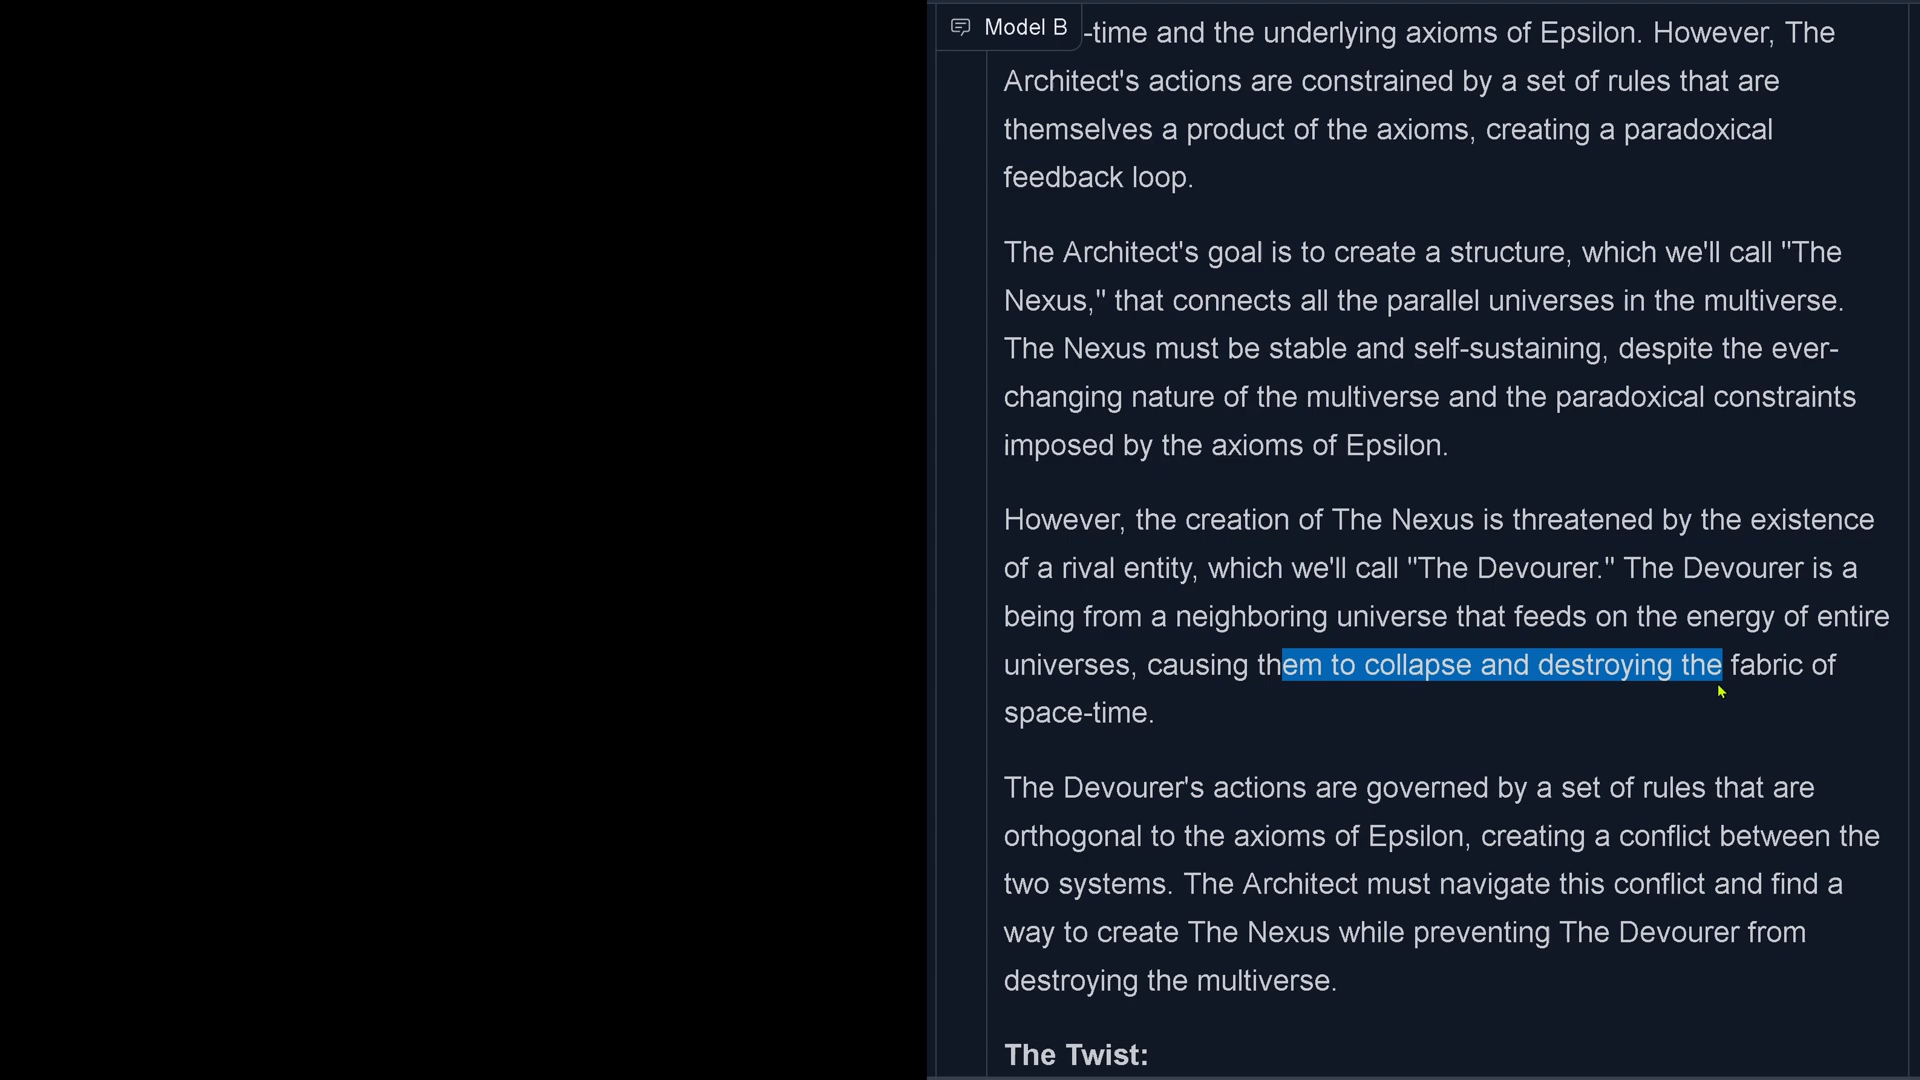 Model B
-time and the underlying axioms of Epsilon. However, The
Architect's actions are constrained by a set of rules that are
themselves a product of the axioms, creating a paradoxical
feedback loop.
The Architect's goal is to create a structure, which we'll call "The
Nexus," that connects all the parallel universes in the multiverse.
The Nexus must be stable and self-sustaining, despite the ever-
changing nature of the multiverse and the paradoxical constraints
imposed by the axioms of Epsilon.
However, the creation of The Nexus is threatened by the existence
of a rival entity, which we'll call "The Devourer." The Devourer is a
being from a neighboring universe that feeds on the energy of entire
universes, causing them to collapse and destroying the fabric of
space-time.
The Devourer's actions are governed by a set of rules that are
orthogonal to the axioms of Epsilon, creating a conflict between the
two systems. The Architect must navigate this conflict and find a
way to create The Nexus while preventing The Devourer from
destroying the multiverse.
The Twist: